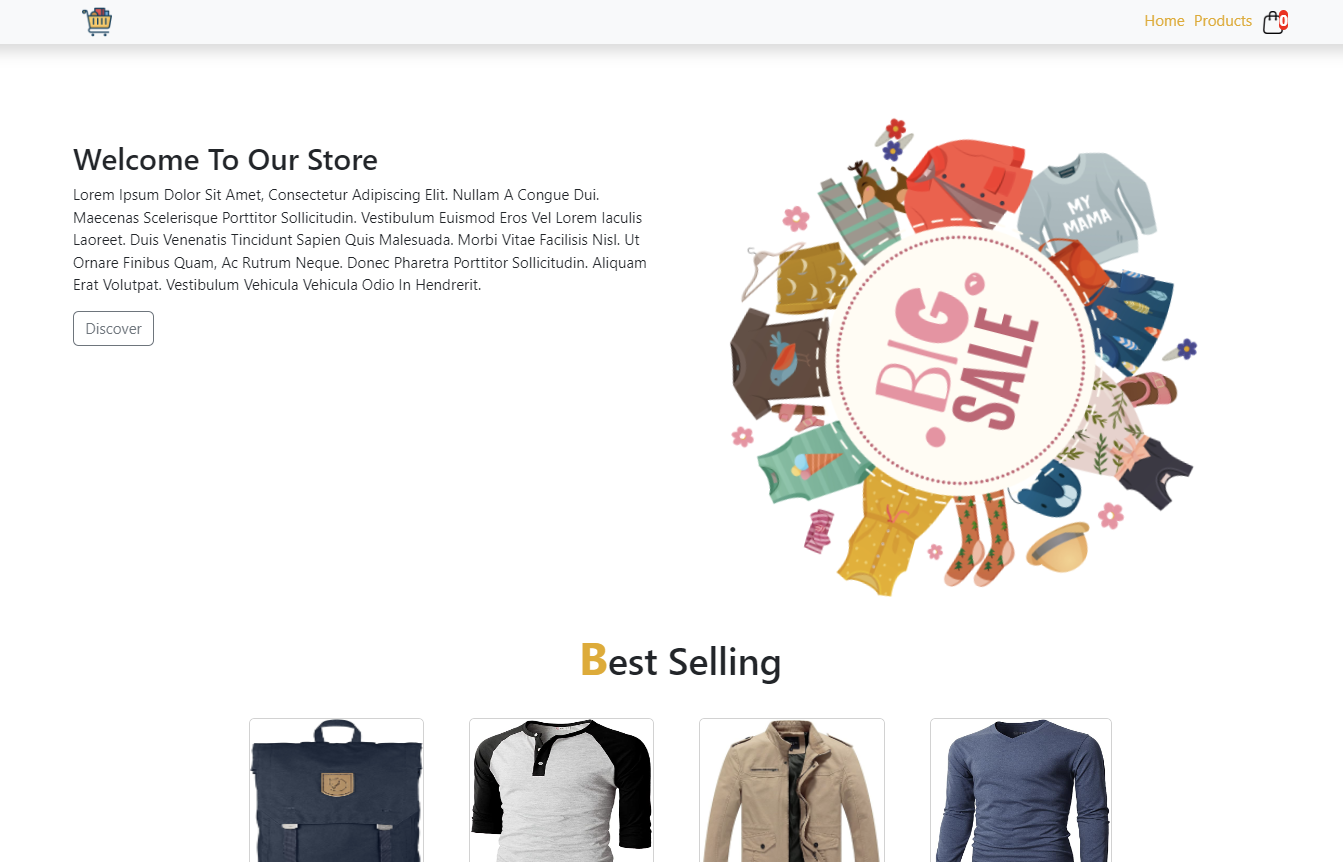 Home Products 0
Welcome To Our Store
Lorem Ipsum Dolor Sit Amet, Consectetur Adipiscing Elit. Nullam A Congue Dui.
Maecenas Scelerisque Porttitor Sollicitudin. Vestibulum Euismod Eros Vel Lorem Iaculis
Laoreet. Duis Venenatis Tincidunt Sapien Quis Malesuada. Morbi Vitae Facilisis Nisl. Ut
Ornare Finibus Quam, Ac Rutrum Neque. Donec Pharetra Porttitor Sollicitudin. Aliquam
Erat Volutpat. Vestibulum Vehicula Vehicula Odio In Hendrerit.
Discover
MY
MAMA
BIG
SALE
Best Selling